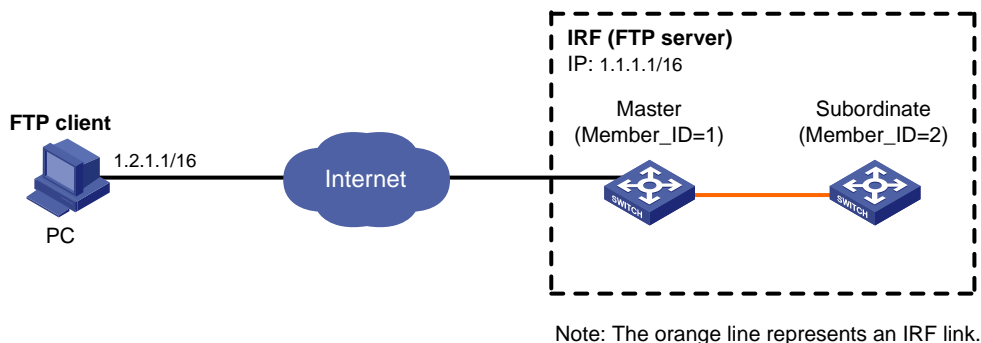 IRF (FTP server)
IP: 1.1.1.1/16
Master
(Member_ID=1)
Subordinate
(Member_ID=2)
FTP client
1.2.1.1/16
Internet
SWITCH
SWITCH
PC
Note: The orange line represents an IRF link.